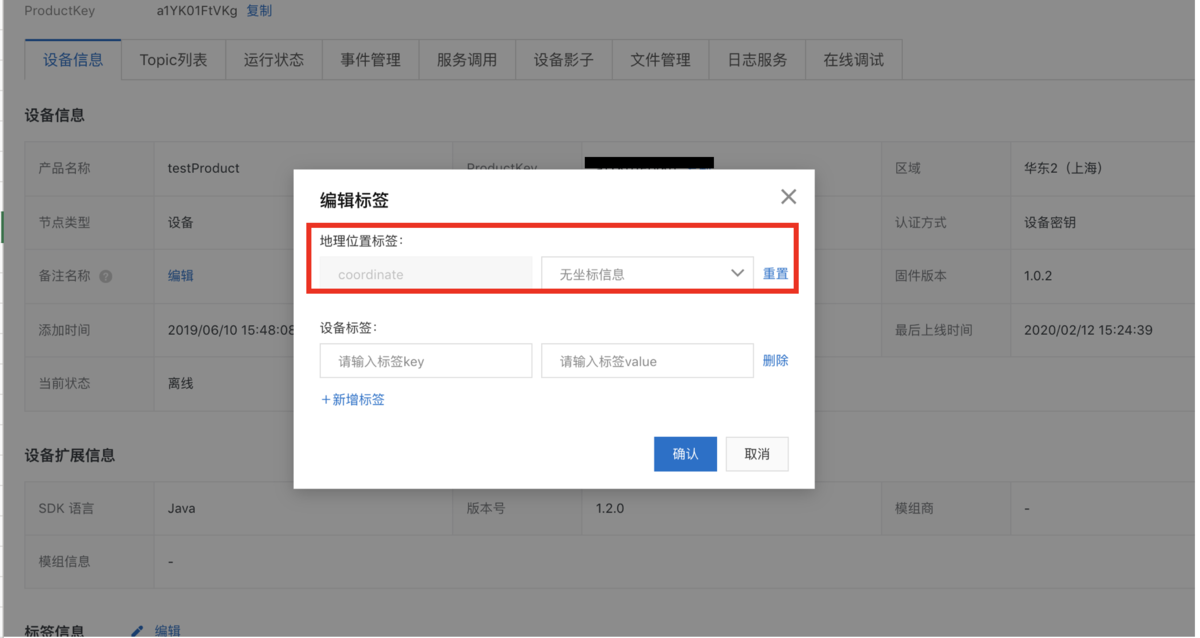 ProductKey a1YK01FtVKg 复制
设备信息 Topic列表 运行状态 事件管理 服务调用 设备影子 文件管理 日志服务 在线调试
设备信息
产品名称 testProduct ProductKey 区域 华东2（上海）
编辑标签
节点类型 设备 认证方式 设备密钥
地理位置标签：
备注名称 编辑 固件版本 1.0.2
coordinate 无坐标信息 重置
添加时间 2019/06/10 15:48:08 最后上线时间 2020/02/12 15:24:39
设备标签：
请输入标签key 请输入标签value 删除
当前状态 离线
+新增标签
确认 取消
设备扩展信息
SDK 语言 Java 版本号 1.2.0 模组商 -
模组信息 -
标签信息 编辑